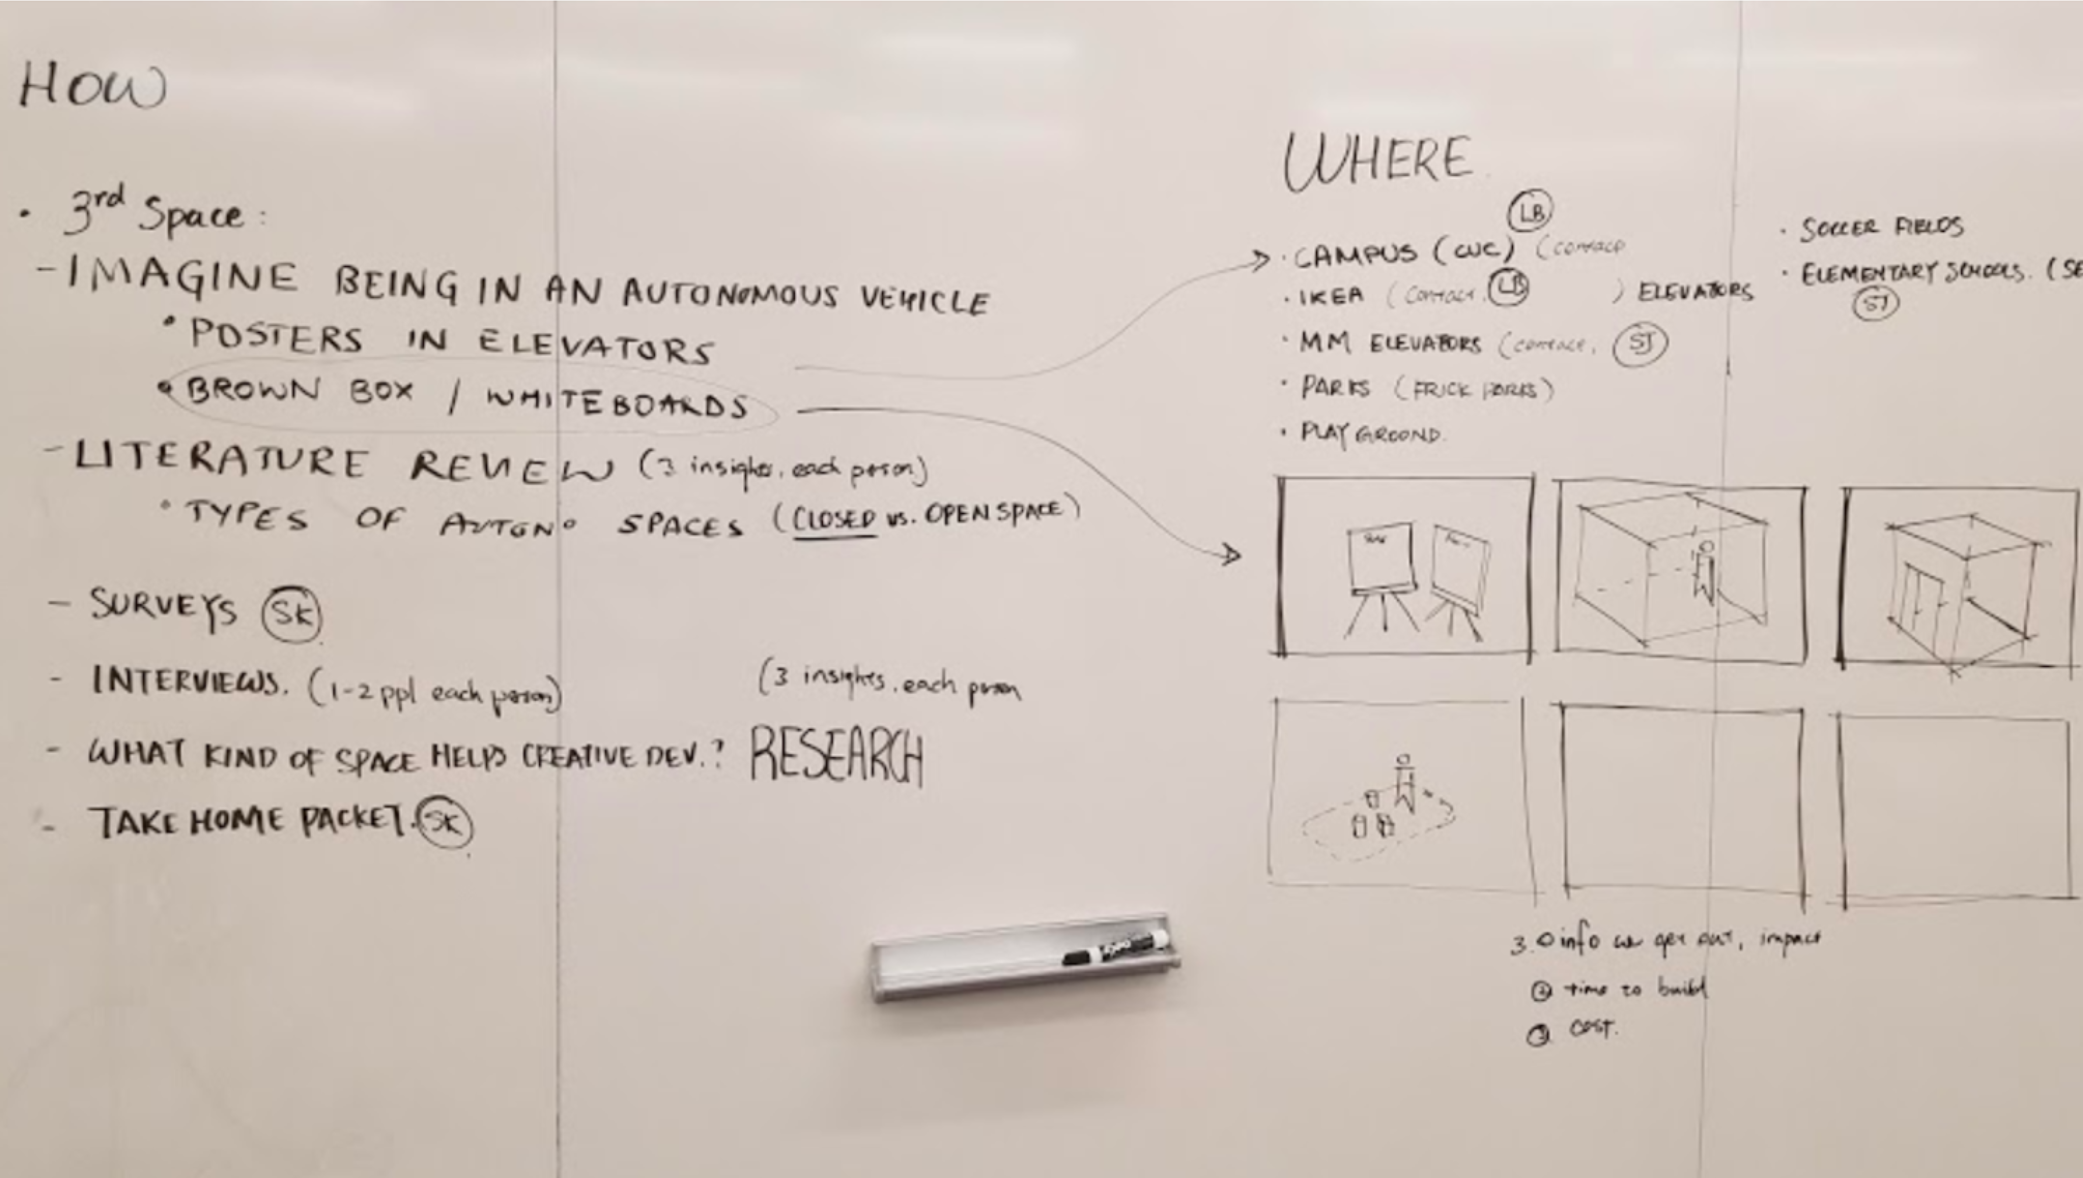 HOW
• 3rd Space:
- IMAGINE BEING IN AN AUTONOMOUS VEHICLE
• POSTERS IN ELEVATORS
• BROWN BOX / WHITEBOARDS
- LITERATURE REVIEW (3 insights, each person)
• TYPES OF AUTONO SPACES (CLOSED vs. OPEN SPACE)
- SURVEYS SK
- INTERVIEWS. (1-2 ppl each person)
(3 insights, each person
- WHAT KIND OF SPACE HELPS CREATIVE DEV.? RESEARCH
- TAKE HOME PACKET. SK
WHERE
LB
• CAMPUS (CUC) (contact
• IKEA (contact. LB ) ELEVATORS
• MM ELEVATORS (contact. SJ
• PARKS (FRICK PARKS)
• PLAYGROUND.
• SOCCER FIELDS
• ELEMENTARY SCHOOLS. (SE
SJ
3. info we get out, impact
② time to build
③ COST.